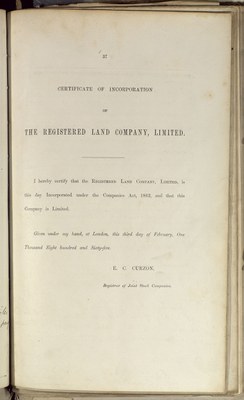 37
CERTIFICATE OF INCORPORATION
OF
THE REGISTERED LAND COMPANY, LIMITED.
I hereby certify that the REGISTERED LAND COMPANY, LIMITED, is
this day Incorporated under the Companies Act, 1862, and that this
Company is Limited.
Given under my hand, at London, this third day of February, One
Thousand Eight hundred and
E. C. CURZON,
Registrar of Joint Stock Companies.